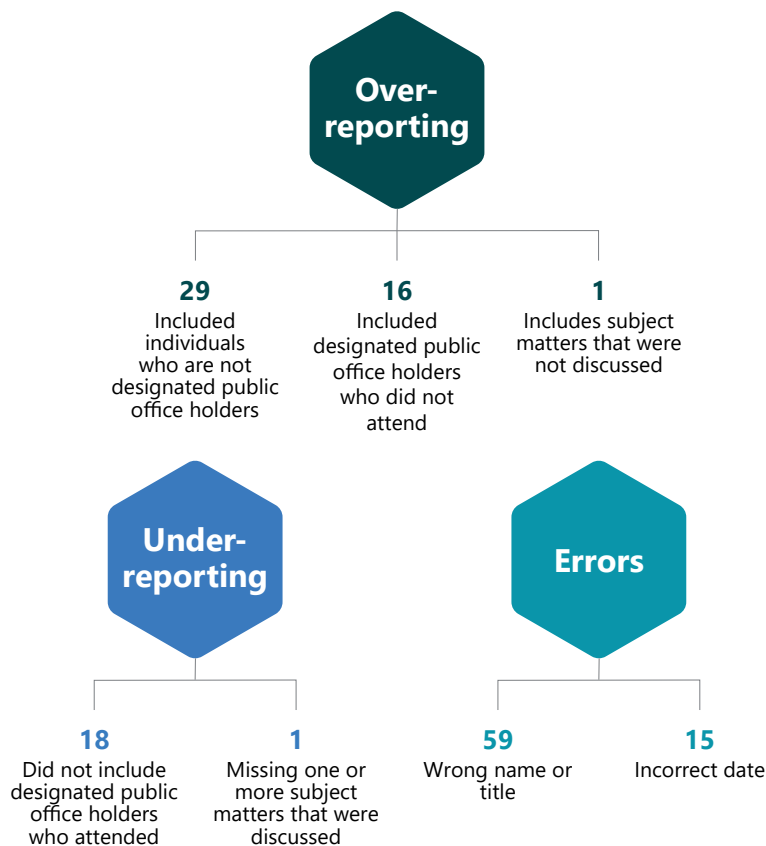 Over-
reporting
29
Included
individuals
who are not
designated public
office holders
16
Included
designated public
office holders
who did not
attend
1
Includes subject
matters that were
not discussed
Under-
reporting
18
Did not include
designated public
office holders
who attended
1
Missing one or
more subject
matters that were
discussed
Errors
59
Wrong name or
title
15
Incorrect date